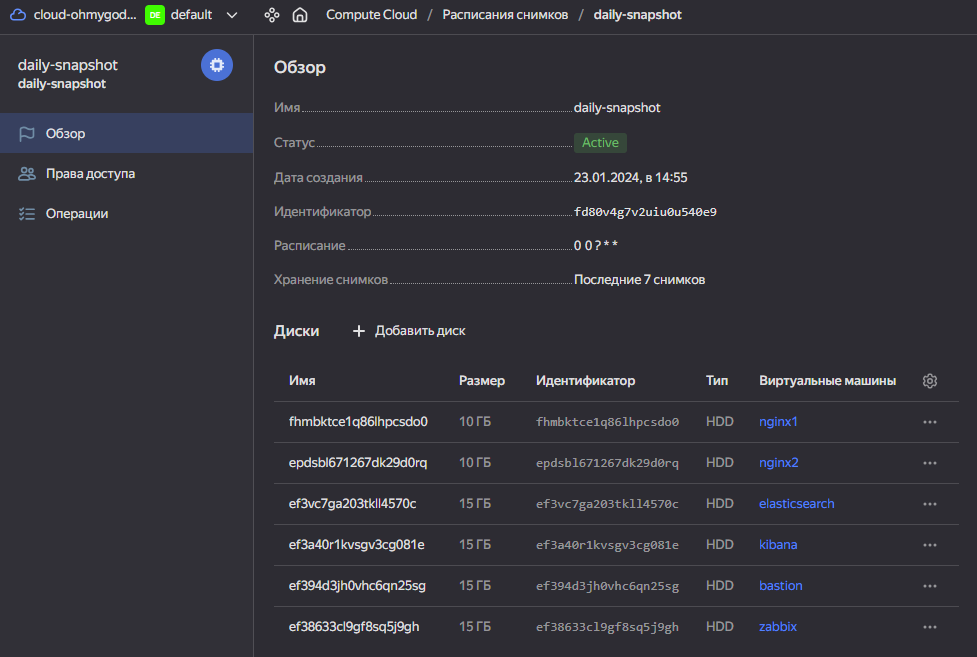 cloud-ohmygod... DE default Compute Cloud / Расписания снимков / daily-snapshot
daily-snapshot
daily-snapshot
Обзор
Права доступа
Операции
Обзор
Имя daily-snapshot
Статус Active
Дата создания 23.01.2024, в 14:55
Идентификатор fd80v4g7v2uiu0u540e9
Расписание 0 0 ? * *
Хранение снимков Последние 7 снимков
Диски + Добавить диск
Имя Размер Идентификатор Тип Виртуальные машины
fhmbktce1q86lhpcsdo0 10 ГБ fhmbktce1q86lhpcsdo0 HDD nginx1
epdsbl671267dk29d0rq 10 ГБ epdsbl671267dk29d0rq HDD nginx2
ef3vc7ga203tkll4570c 15 ГБ ef3vc7ga203tkll4570c HDD elasticsearch
ef3a40r1kvsgv3cg081e 15 ГБ ef3a40r1kvsgv3cg081e HDD kibana
ef394d3jh0vhc6qn25sg 15 ГБ ef394d3jh0vhc6qn25sg HDD bastion
ef38633cl9gf8sq5j9gh 15 ГБ ef38633cl9gf8sq5j9gh HDD zabbix